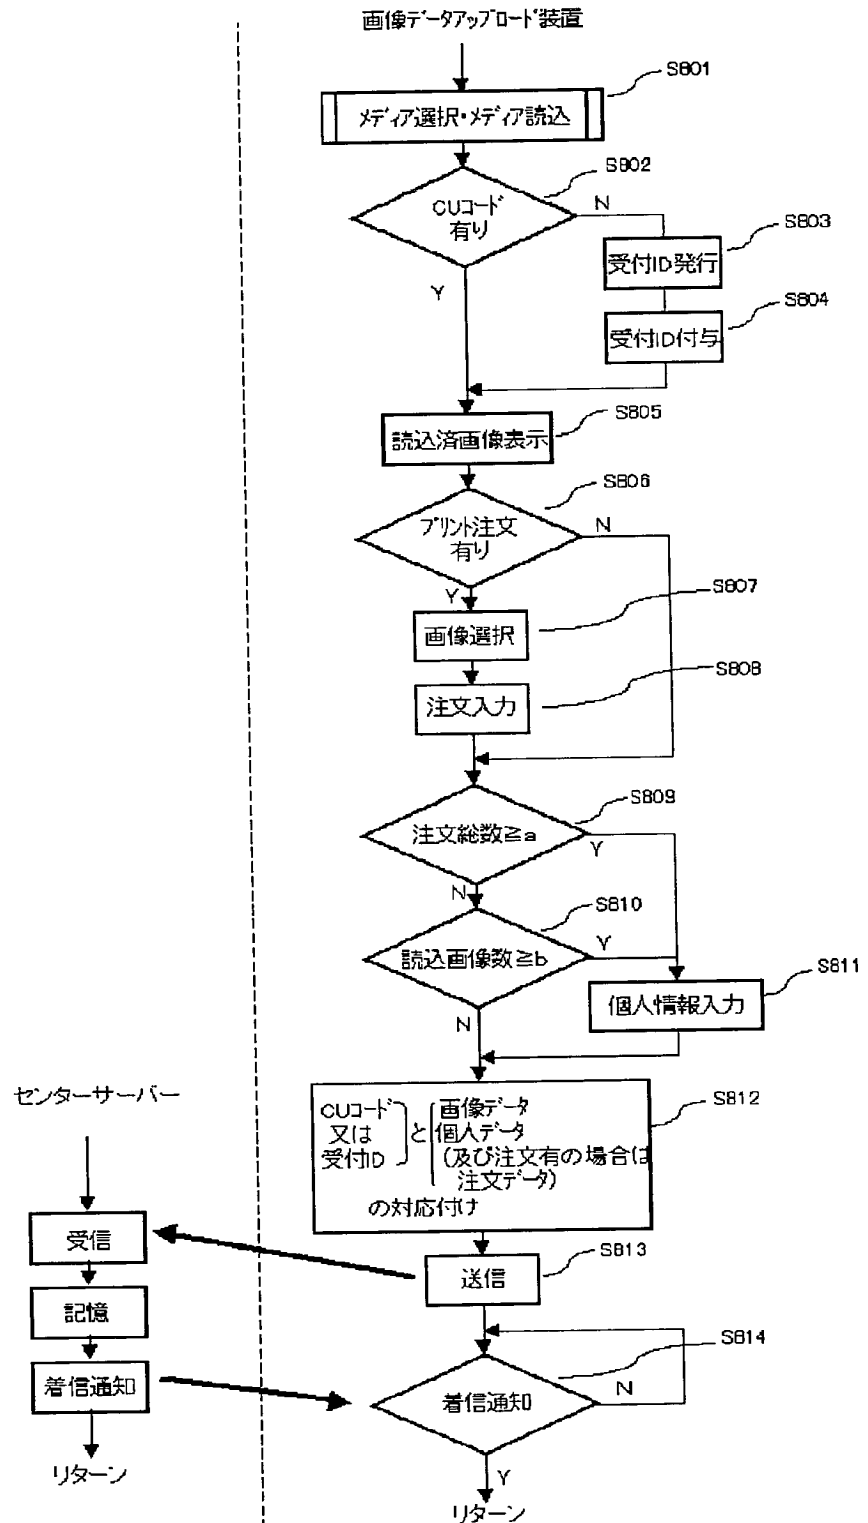 画像データアップロード装置
S801
メディア選択・メディア読込
S802
CUコード
有り
N
Y
S803
受付ID発行
S804
受付ID付与
S805
読込済画像表示
S806
プリント注文
有り
N
Y
S807
画像選択
S808
注文入力
S809
注文総数≧a
Y
N
S810
読込画像数≧b
Y
N
S811
個人情報入力
S812
CUコード
又は
受付ID
と
画像データ
個人データ
(及び注文有の場合は
注文データ)
の対応付け
S813
送信
S814
着信通知
N
Y
リターン
センターサーバー
受信
記憶
着信通知
リターン